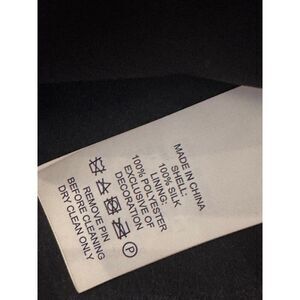 MADE IN CHINA
SHELL:
100% SILK
LINING:
100% POLYESTER
EXCLUSIVE OF
DECORATION
P
REMOVE PIN
BEFORE CLEANING
DRY CLEAN ONLY